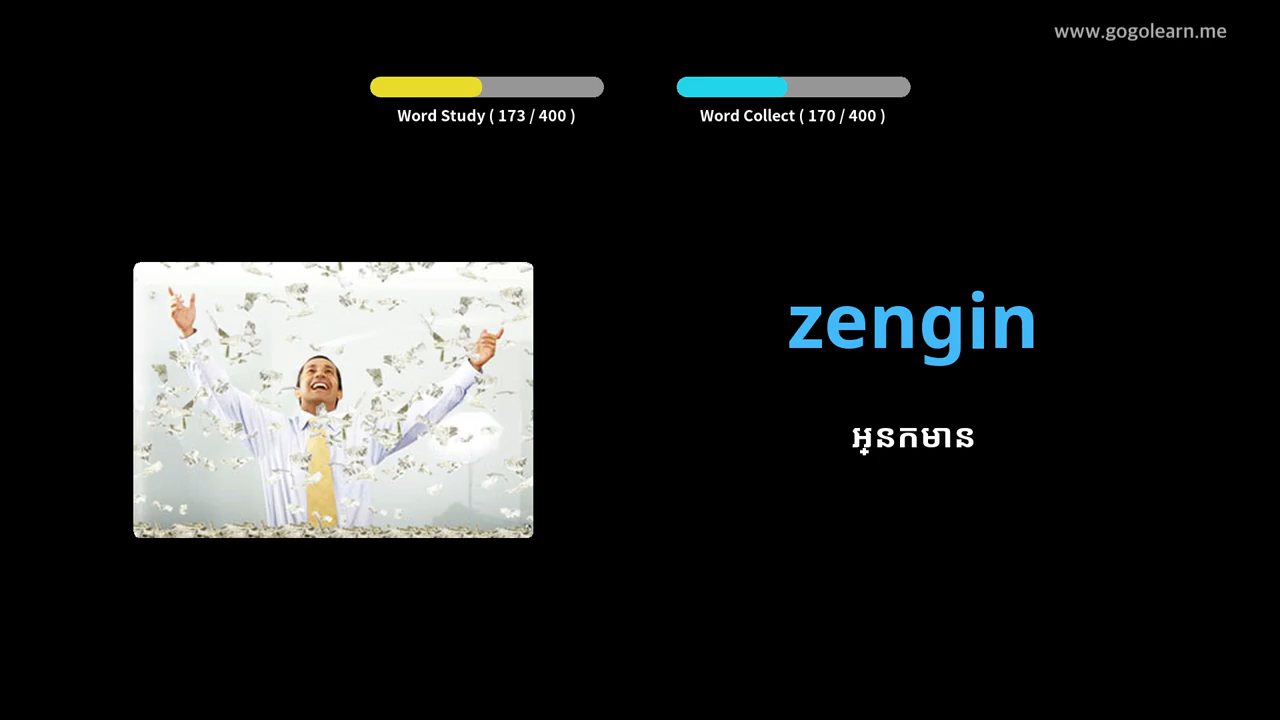 www.gogolearn.me
Word Study ( 173 / 400 )
Word Collect ( 170 / 400 )
zengin
អ្នកមាន